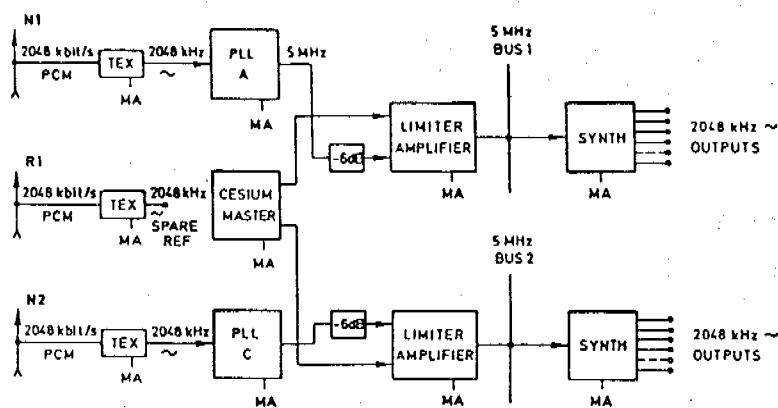 N1
2048 kbit/s
PCM
TEX
MA
2048 kHz
~
PLL
A
MA
5 MHz
-6dB
LIMITER
AMPLIFIER
MA
5 MHz
BUS 1
SYNTH
MA
2048 kHz ~
OUTPUTS
R1
2048 kbit/s
PCM
TEX
MA
2048 kHz
~
SPARE
REF
CESIUM
MASTER
MA
N2
2048 kbit/s
PCM
TEX
MA
2048 kHz
~
PLL
C
MA
-6dB
LIMITER
AMPLIFIER
MA
5 MHz
BUS 2
SYNTH
MA
2048 kHz ~
OUTPUTS